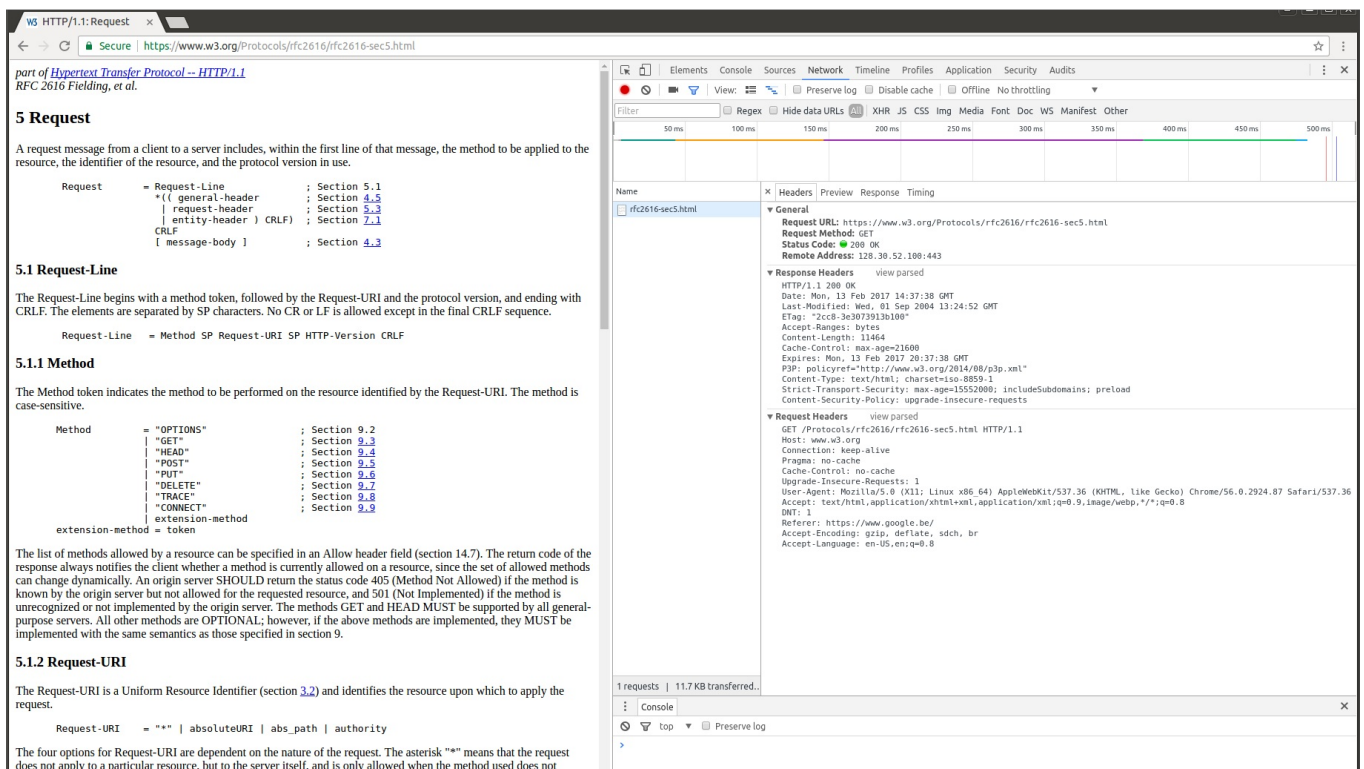 W3 HTTP/1.1: Request ×
Secure | https://www.w3.org/Protocols/rfc2616/rfc2616-sec5.html
part of Hypertext Transfer Protocol -- HTTP/1.1
RFC 2616 Fielding, et al.
5 Request
A request message from a client to a server includes, within the first line of that message, the method to be applied to the
resource, the identifier of the resource, and the protocol version in use.
Request = Request-Line ; Section 5.1
*(( general-header ; Section 4.5
| request-header ; Section 5.3
| entity-header ) CRLF) ; Section 7.1
CRLF
[ message-body ] ; Section 4.3
5.1 Request-Line
The Request-Line begins with a method token, followed by the Request-URI and the protocol version, and ending with
CRLF. The elements are separated by SP characters. No CR or LF is allowed except in the final CRLF sequence.
Request-Line = Method SP Request-URI SP HTTP-Version CRLF
5.1.1 Method
The Method token indicates the method to be performed on the resource identified by the Request-URI. The method is
case-sensitive.
Method = "OPTIONS" ; Section 9.2
| "GET" ; Section 9.3
| "HEAD" ; Section 9.4
| "POST" ; Section 9.5
| "PUT" ; Section 9.6
| "DELETE" ; Section 9.7
| "TRACE" ; Section 9.8
| "CONNECT" ; Section 9.9
| extension-method
extension-method = token
The list of methods allowed by a resource can be specified in an Allow header field (section 14.7). The return code of the
response always notifies the client whether a method is currently allowed on a resource, since the set of allowed methods
can change dynamically. An origin server SHOULD return the status code 405 (Method Not Allowed) if the method is
known by the origin server but not allowed for the requested resource, and 501 (Not Implemented) if the method is
unrecognized or not implemented by the origin server. The methods GET and HEAD MUST be supported by all general-
purpose servers. All other methods are OPTIONAL; however, if the above methods are implemented, they MUST be
implemented with the same semantics as those specified in section 9.
5.1.2 Request-URI
The Request-URI is a Uniform Resource Identifier (section 3.2) and identifies the resource upon which to apply the
request.
Request-URI = "*" | absoluteURI | abs_path | authority
The four options for Request-URI are dependent on the nature of the request. The asterisk "*" means that the request
does not apply to a particular resource, but to the server itself, and is only allowed when the method used does not
Elements Console Sources Network Timeline Profiles Application Security Audits
View: Preserve log Disable cache Offline No throttling
Filter Regex Hide data URLs All XHR JS CSS Img Media Font Doc WS Manifest Other
50 ms 100 ms 150 ms 200 ms 250 ms 300 ms 350 ms 400 ms 450 ms 500 ms
Name
rfc2616-sec5.html
1 requests | 11.7 KB transferred...
× Headers Preview Response Timing
General
Request URL: https://www.w3.org/Protocols/rfc2616/rfc2616-sec5.html
Request Method: GET
Status Code: 200 OK
Remote Address: 128.30.52.100:443
Response Headers view parsed
HTTP/1.1 200 OK
Date: Mon, 13 Feb 2017 14:37:38 GMT
Last-Modified: Wed, 01 Sep 2004 13:24:52 GMT
ETag: "2cc8-3e3073913b100"
Accept-Ranges: bytes
Content-Length: 11464
Cache-Control: max-age=21600
Expires: Mon, 13 Feb 2017 20:37:38 GMT
P3P: policyref="http://www.w3.org/2014/08/p3p.xml"
Content-Type: text/html; charset=iso-8859-1
Strict-Transport-Security: max-age=15552000; includeSubdomains; preload
Content-Security-Policy: upgrade-insecure-requests
Request Headers view parsed
GET /Protocols/rfc2616/rfc2616-sec5.html HTTP/1.1
Host: www.w3.org
Connection: keep-alive
Pragma: no-cache
Cache-Control: no-cache
Upgrade-Insecure-Requests: 1
User-Agent: Mozilla/5.0 (X11; Linux x86_64) AppleWebKit/537.36 (KHTML, like Gecko) Chrome/56.0.2924.87 Safari/537.36
Accept: text/html,application/xhtml+xml,application/xml;q=0.9,image/webp,*/*;q=0.8
DNT: 1
Referer: https://www.google.be/
Accept-Encoding: gzip, deflate, sdch, br
Accept-Language: en-US,en;q=0.8
Console ×
top Preserve log
>